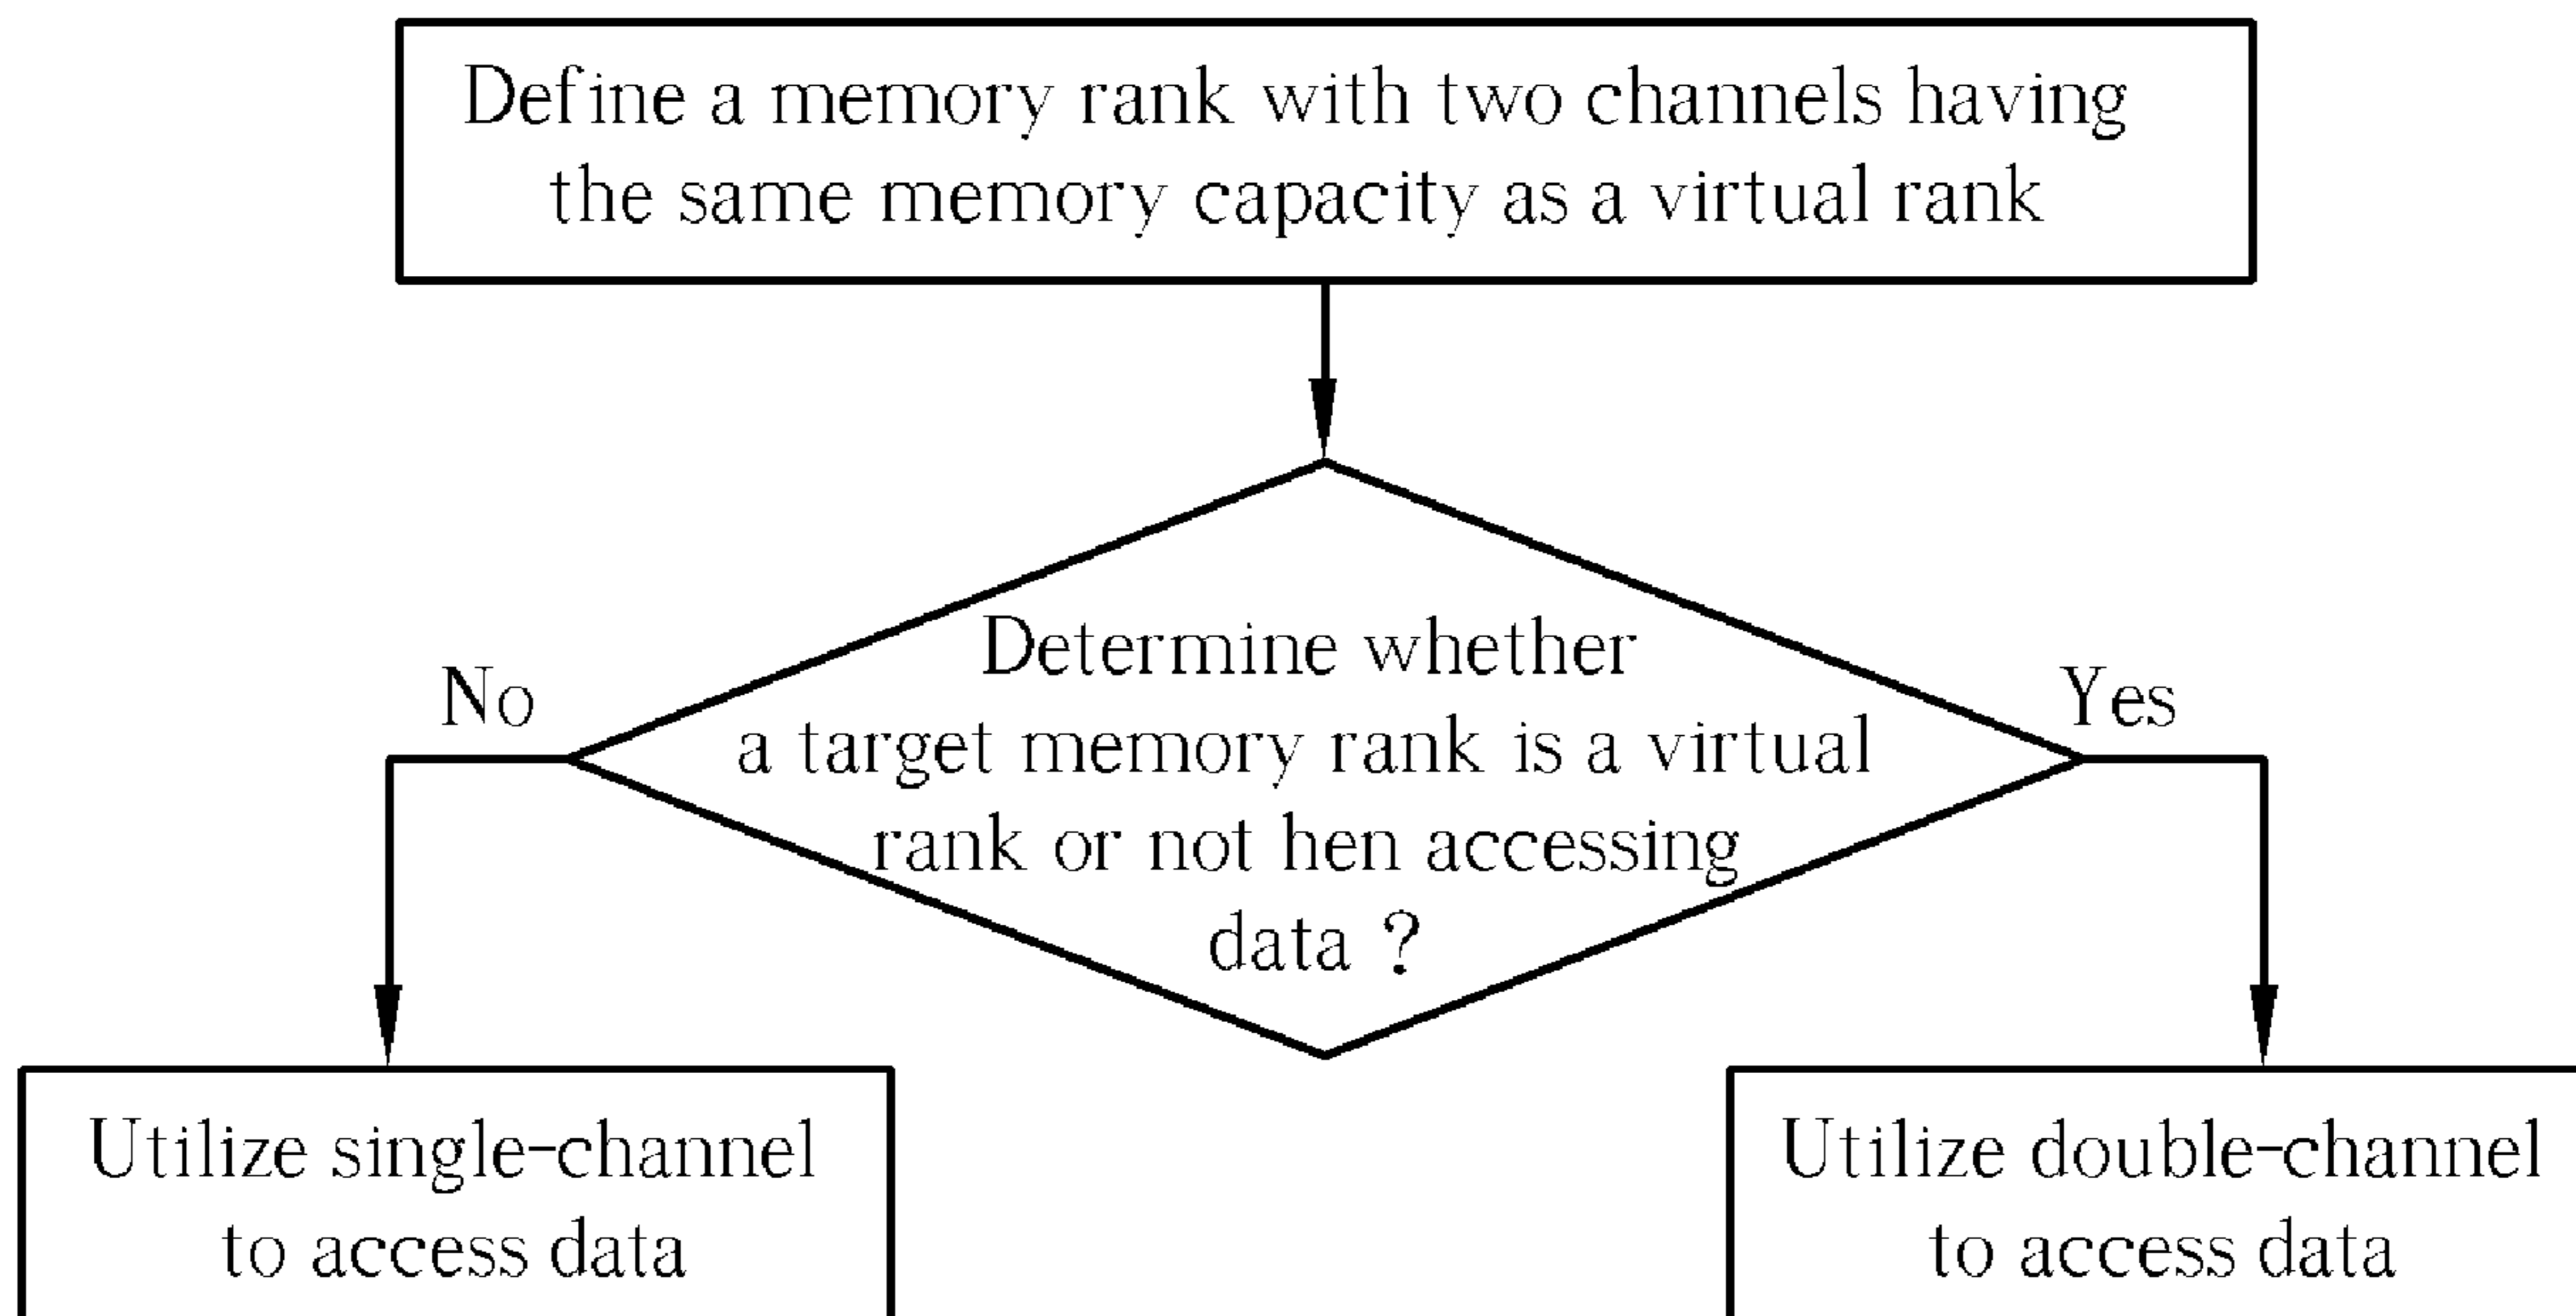 Define a memory rank with two channels having
the same memory capacity as a virtual rank
Determine whether
a target memory rank is a virtual
rank or not hen accessing
data ?
No
Yes
Utilize single-channel
to access data
Utilize double-channel
to access data